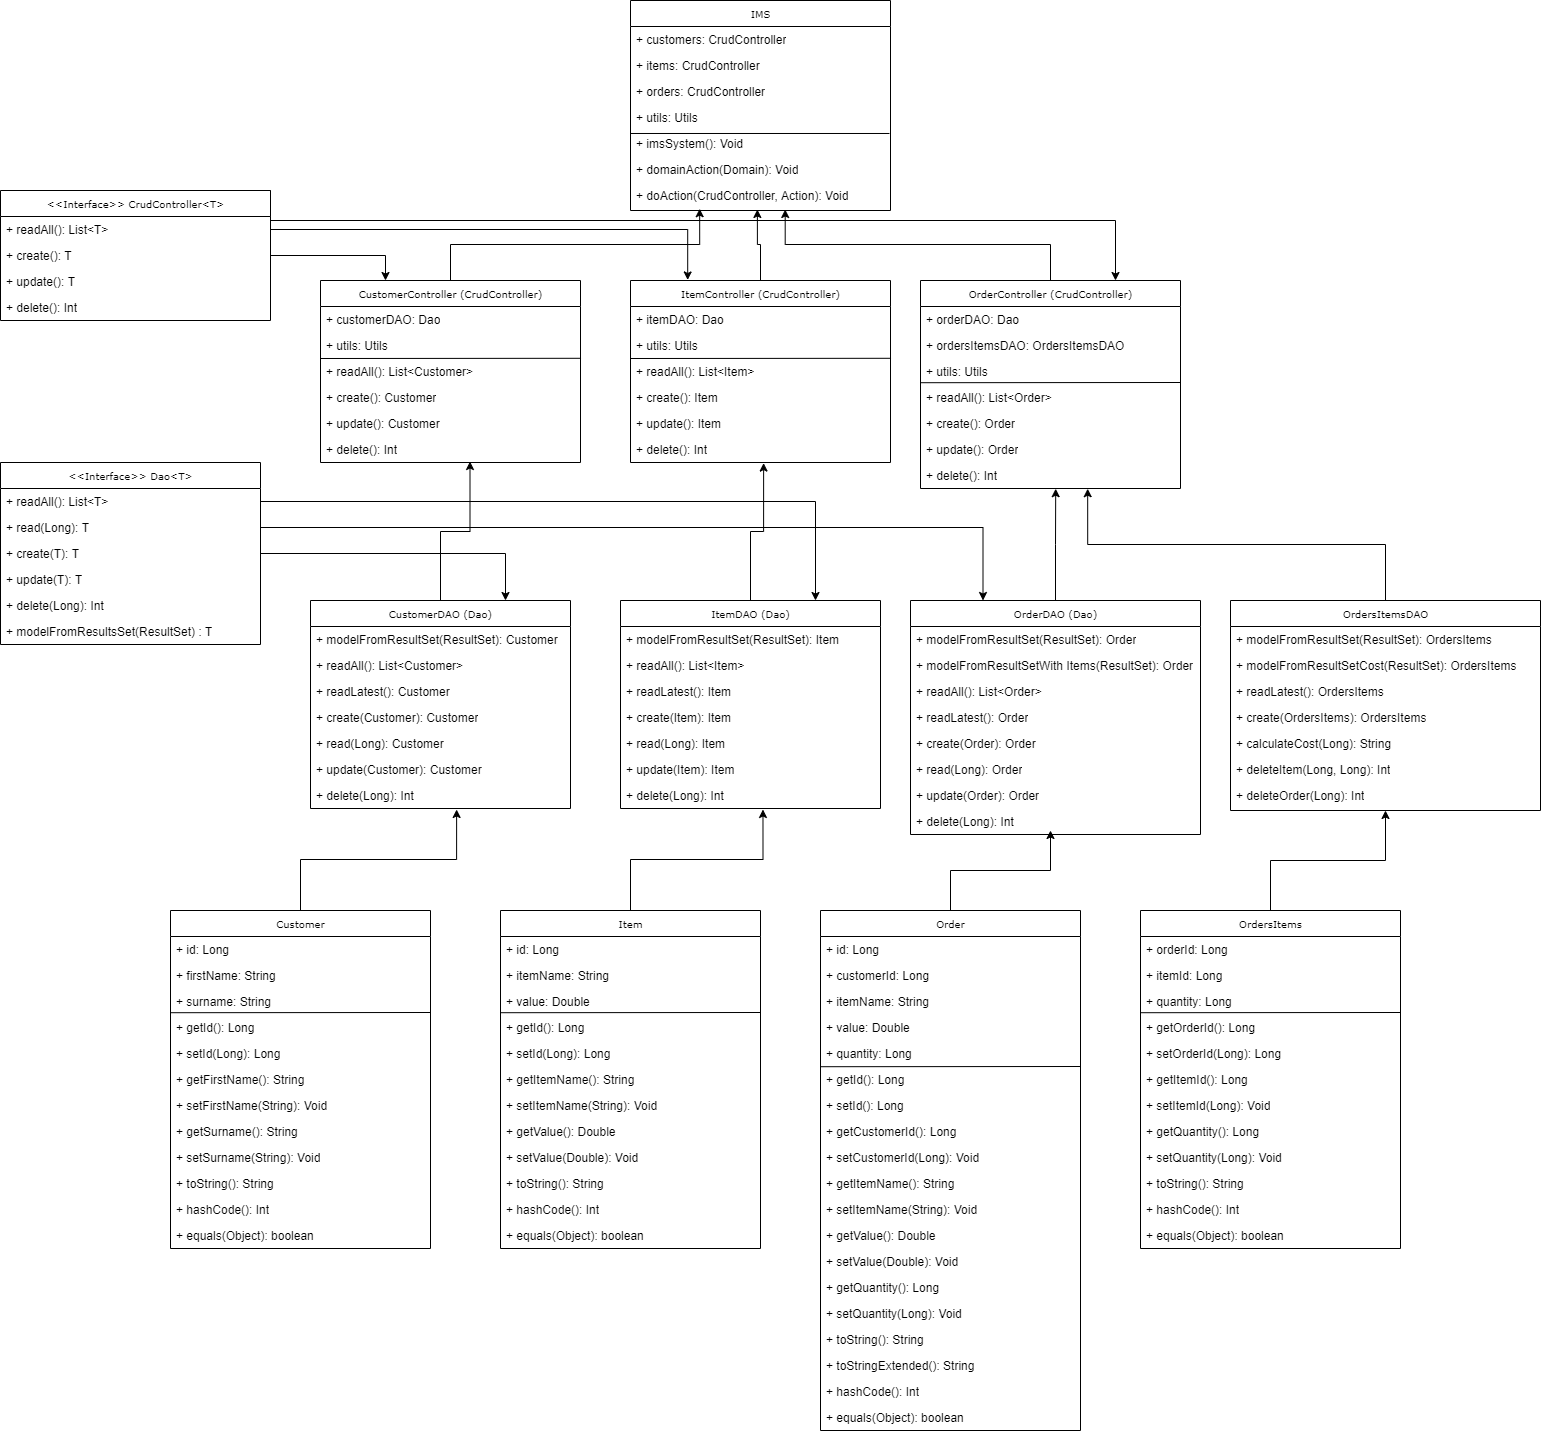 IMS
+ customers: CrudController
+ items: CrudController
+ orders: CrudController
+ utils: Utils
+ imsSystem(): Void
+ domainAction(Domain): Void
+ doAction(CrudController, Action): Void
<<Interface>> CrudController<T>
+ readAll(): List<T>
+ create(): T
+ update(): T
+ delete(): Int
CustomerController (CrudController)
+ customerDAO: Dao
+ utils: Utils
+ readAll(): List<Customer>
+ create(): Customer
+ update(): Customer
+ delete(): Int
ItemController (CrudController)
+ itemDAO: Dao
+ utils: Utils
+ readAll(): List<Item>
+ create(): Item
+ update(): Item
+ delete(): Int
OrderController (CrudController)
+ orderDAO: Dao
+ ordersItemsDAO: OrdersItemsDAO
+ utils: Utils
+ readAll(): List<Order>
+ create(): Order
+ update(): Order
+ delete(): Int
<<Interface>> Dao<T>
+ readAll(): List<T>
+ read(Long): T
+ create(T): T
+ update(T): T
+ delete(Long): Int
+ modelFromResultsSet(ResultSet) : T
CustomerDAO (Dao)
+ modelFromResultSet(ResultSet): Customer
+ readAll(): List<Customer>
+ readLatest(): Customer
+ create(Customer): Customer
+ read(Long): Customer
+ update(Customer): Customer
+ delete(Long): Int
ItemDAO (Dao)
+ modelFromResultSet(ResultSet): Item
+ readAll(): List<Item>
+ readLatest(): Item
+ create(Item): Item
+ read(Long): Item
+ update(Item): Item
+ delete(Long): Int
OrderDAO (Dao)
+ modelFromResultSet(ResultSet): Order
+ modelFromResultSetWith Items(ResultSet): Order
+ readAll(): List<Order>
+ readLatest(): Order
+ create(Order): Order
+ read(Long): Order
+ update(Order): Order
+ delete(Long): Int
OrdersItemsDAO
+ modelFromResultSet(ResultSet): OrdersItems
+ modelFromResultSetCost(ResultSet): OrdersItems
+ readLatest(): OrdersItems
+ create(OrdersItems): OrdersItems
+ calculateCost(Long): String
+ deleteItem(Long, Long): Int
+ deleteOrder(Long): Int
Customer
+ id: Long
+ firstName: String
+ surname: String
+ getId(): Long
+ setId(Long): Long
+ getFirstName(): String
+ setFirstName(String): Void
+ getSurname(): String
+ setSurname(String): Void
+ toString(): String
+ hashCode(): Int
+ equals(Object): boolean
Item
+ id: Long
+ itemName: String
+ value: Double
+ getId(): Long
+ setId(Long): Long
+ getItemName(): String
+ setItemName(String): Void
+ getValue(): Double
+ setValue(Double): Void
+ toString(): String
+ hashCode(): Int
+ equals(Object): boolean
Order
+ id: Long
+ customerId: Long
+ itemName: String
+ value: Double
+ quantity: Long
+ getId(): Long
+ setId(): Long
+ getCustomerId(): Long
+ setCustomerId(Long): Void
+ getItemName(): String
+ setItemName(String): Void
+ getValue(): Double
+ setValue(Double): Void
+ getQuantity(): Long
+ setQuantity(Long): Void
+ toString(): String
+ toStringExtended(): String
+ hashCode(): Int
+ equals(Object): boolean
OrdersItems
+ orderId: Long
+ itemId: Long
+ quantity: Long
+ getOrderId(): Long
+ setOrderId(Long): Long
+ getItemId(): Long
+ setItemId(Long): Void
+ getQuantity(): Long
+ setQuantity(Long): Void
+ toString(): String
+ hashCode(): Int
+ equals(Object): boolean